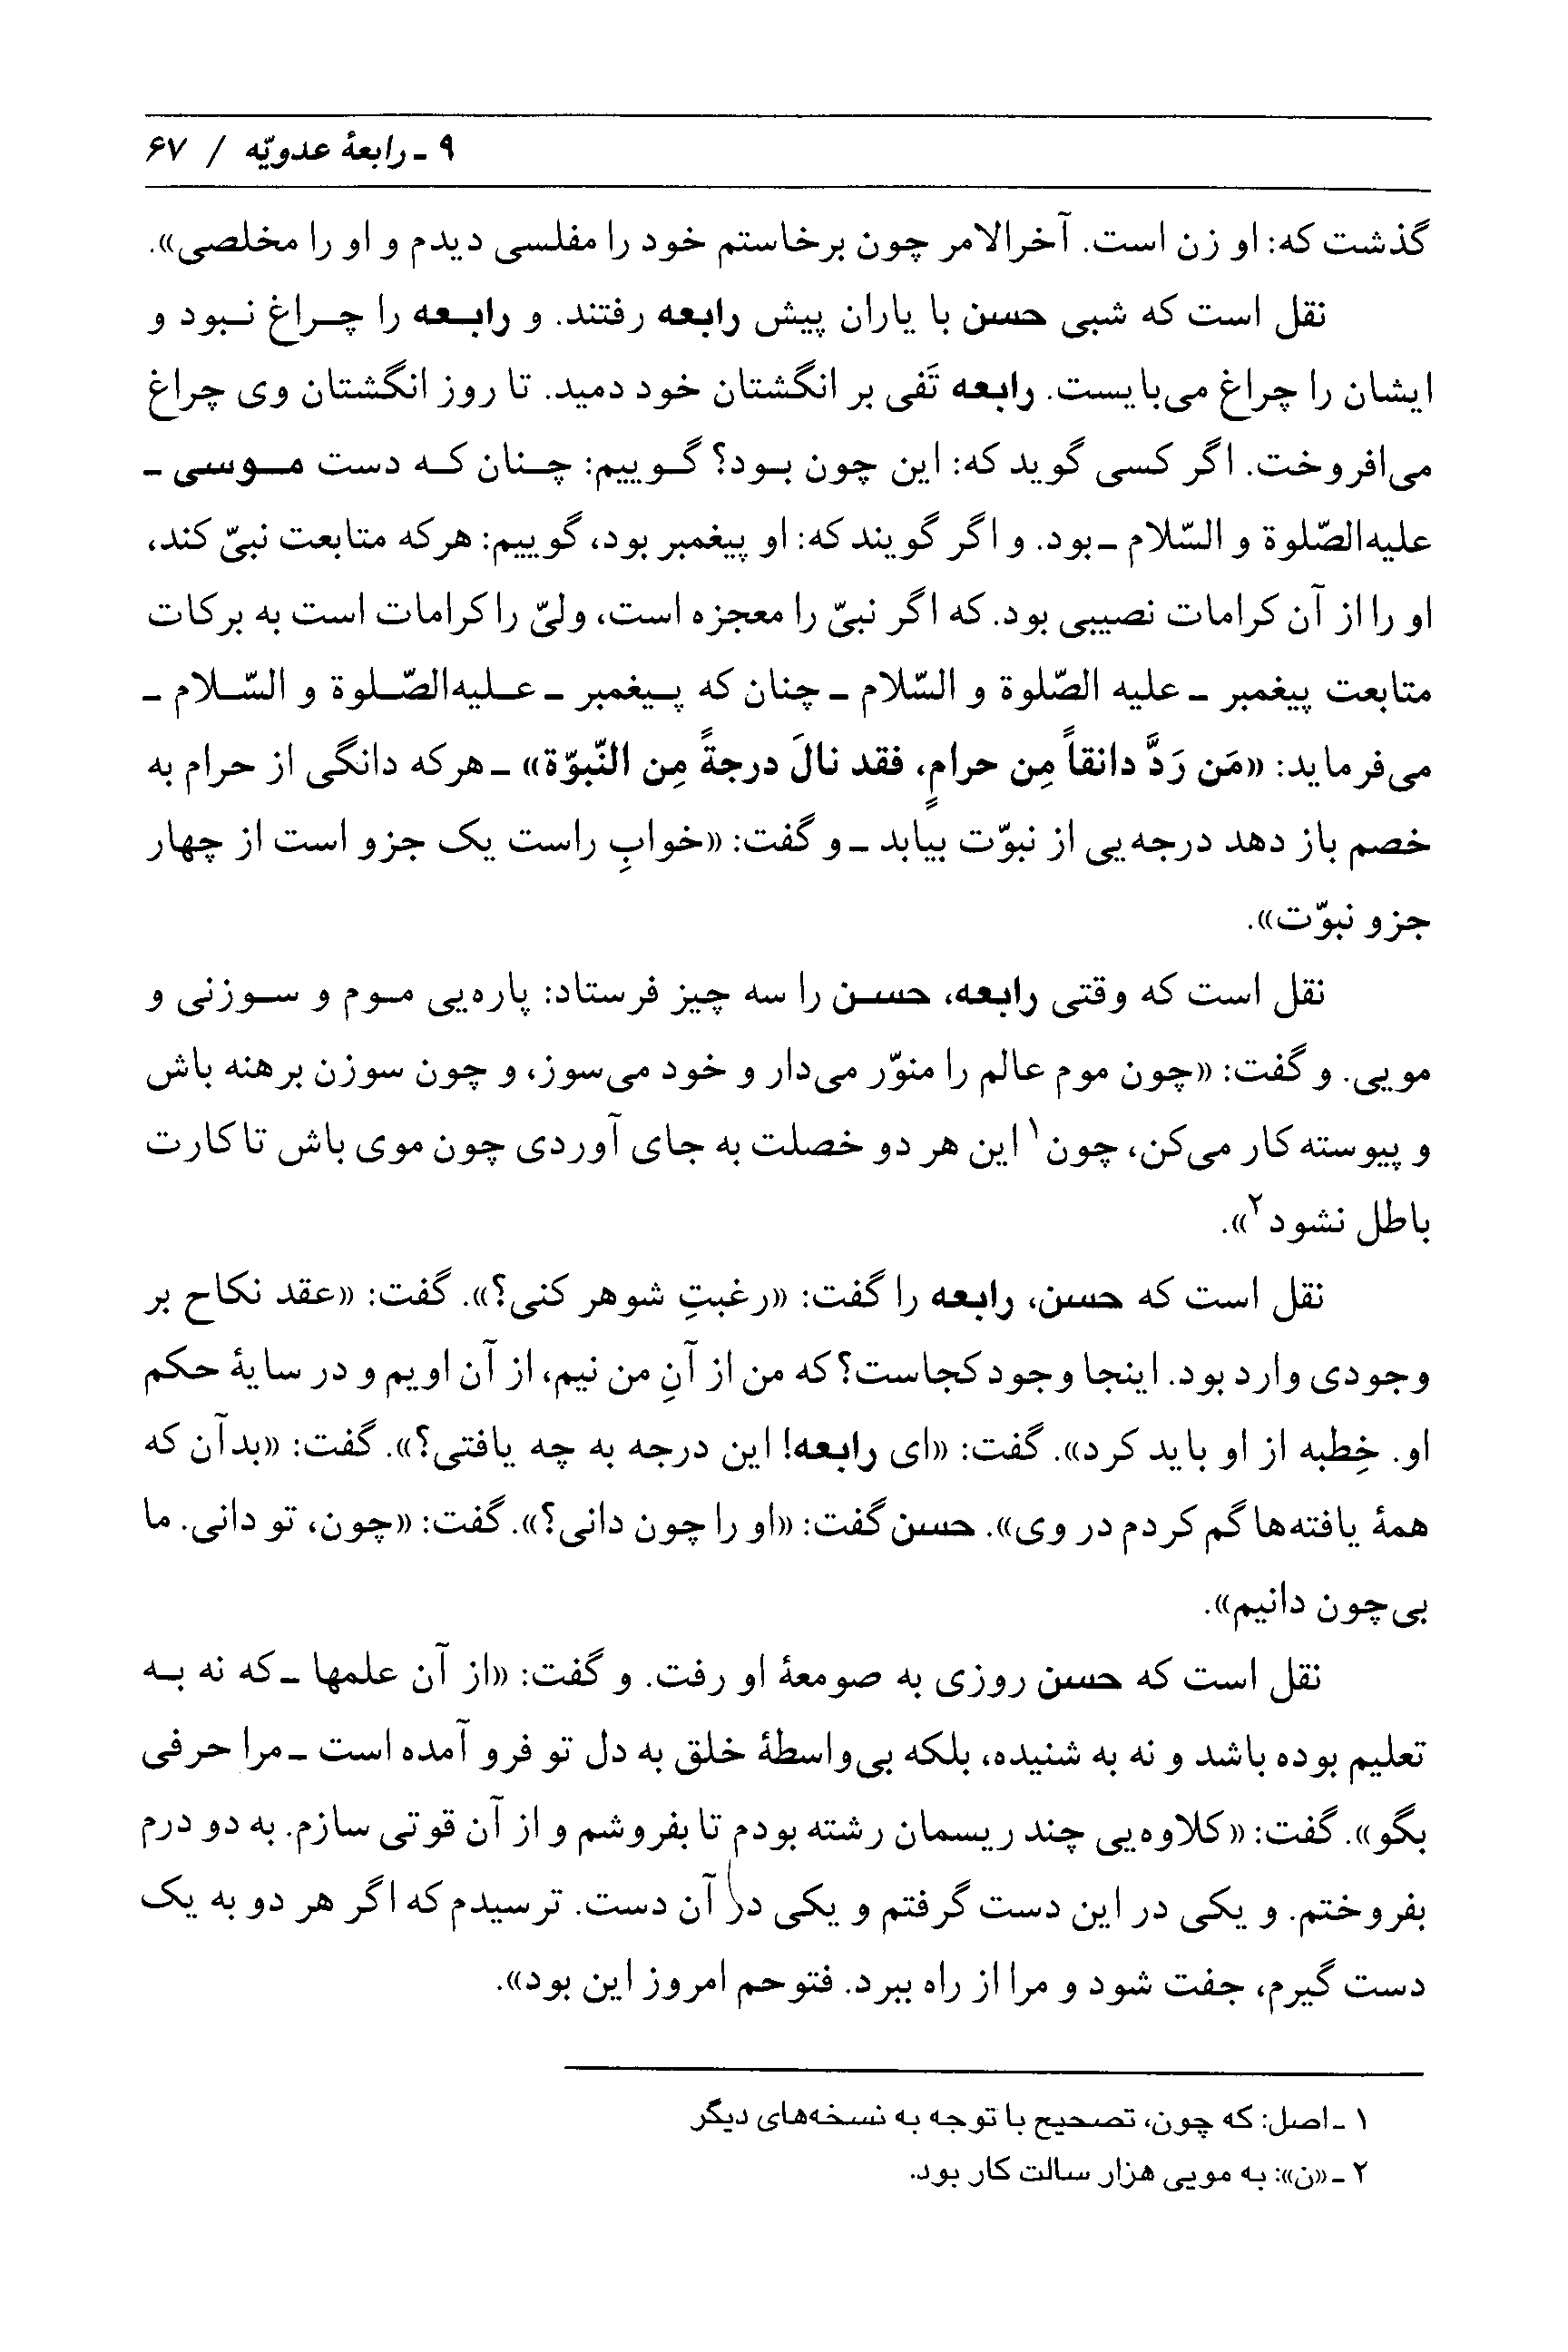 ۹ ـ رابعهٔ عدویّه / ۶۷
گذشت که: او زن است. آخرالامر چون برخاستم خود را مفلسی دیدم و او را مخلصی».
نقل است که شبی حسن با یاران پیش رابعه رفتند. و رابعه را چراغ نبود و
ایشان را چراغ می‌بایست. رابعه تَفی بر انگشتان خود دمید. تا روز انگشتان وی چراغ
می‌افروخت. اگر کسی گوید که: این چون بود؟ گوییم: چنان که دست موسی ـ
علیه‌الصّلوة و السّلام ـ بود. و اگر گویند که: او پیغمبر بود، گوییم: هرکه متابعت نبیّ کند،
او را از آن کرامات نصیبی بود. که اگر نبیّ را معجزه است، ولیّ را کرامات است به برکات
متابعت پیغمبر ـ علیه الصّلوة و السّلام ـ چنان که پیغمبر ـ علیه‌الصّلوة و السّلام ـ
می‌فرماید: «مَن رَدَّ دانقاً مِن حرامٍ، فقد نالَ درجةً مِن النّبوّة» ـ هرکه دانگی از حرام به
خصم باز دهد درجه‌یی از نبوّت بیابد ـ و گفت: «خوابِ راست یک جزو است از چهار
جزو نبوّت».
نقل است که وقتی رابعه، حسن را سه چیز فرستاد: پاره‌یی موم و سوزنی و
مویی. و گفت: «چون موم عالم را منوّر می‌دار و خود می‌سوز، و چون سوزن برهنه باش
و پیوسته کار می‌کن، چون۱ این هر دو خصلت به جای آوردی چون موی باش تا کارت
باطل نشود۲».
نقل است که حسن، رابعه را گفت: «رغبتِ شوهر کنی؟». گفت: «عقد نکاح بر
وجودی وارد بود. اینجا وجود کجاست؟ که من از آنِ من نیم، از آن اویم و در سایهٔ حکم
او. خِطبه از او باید کرد». گفت: «ای رابعه! این درجه به چه یافتی؟». گفت: «بدآن که
همهٔ یافته‌ها گم کردم در وی». حسن گفت: «او را چون دانی؟». گفت: «چون، تو دانی. ما
بی‌چون دانیم».
نقل است که حسن روزی به صومعهٔ او رفت. و گفت: «از آن علمها ـ که نه به
تعلیم بوده باشد و نه به شنیده، بلکه بی‌واسطهٔ خلق به دل تو فرو آمده است ـ مرا حرفی
بگو». گفت: «کلاوه‌یی چند ریسمان رشته بودم تا بفروشم و از آن قوتی سازم. به دو درم
بفروختم. و یکی در این دست گرفتم و یکی در آن دست. ترسیدم که اگر هر دو به یک
دست گیرم، جفت شود و مرا از راه ببرد. فتوحم امروز این بود».
۱ ـ اصل: که چون، تصحیح با توجه به نسخه‌های دیگر
۲ ـ «ن»: به مویی هزار سالت کار بود.